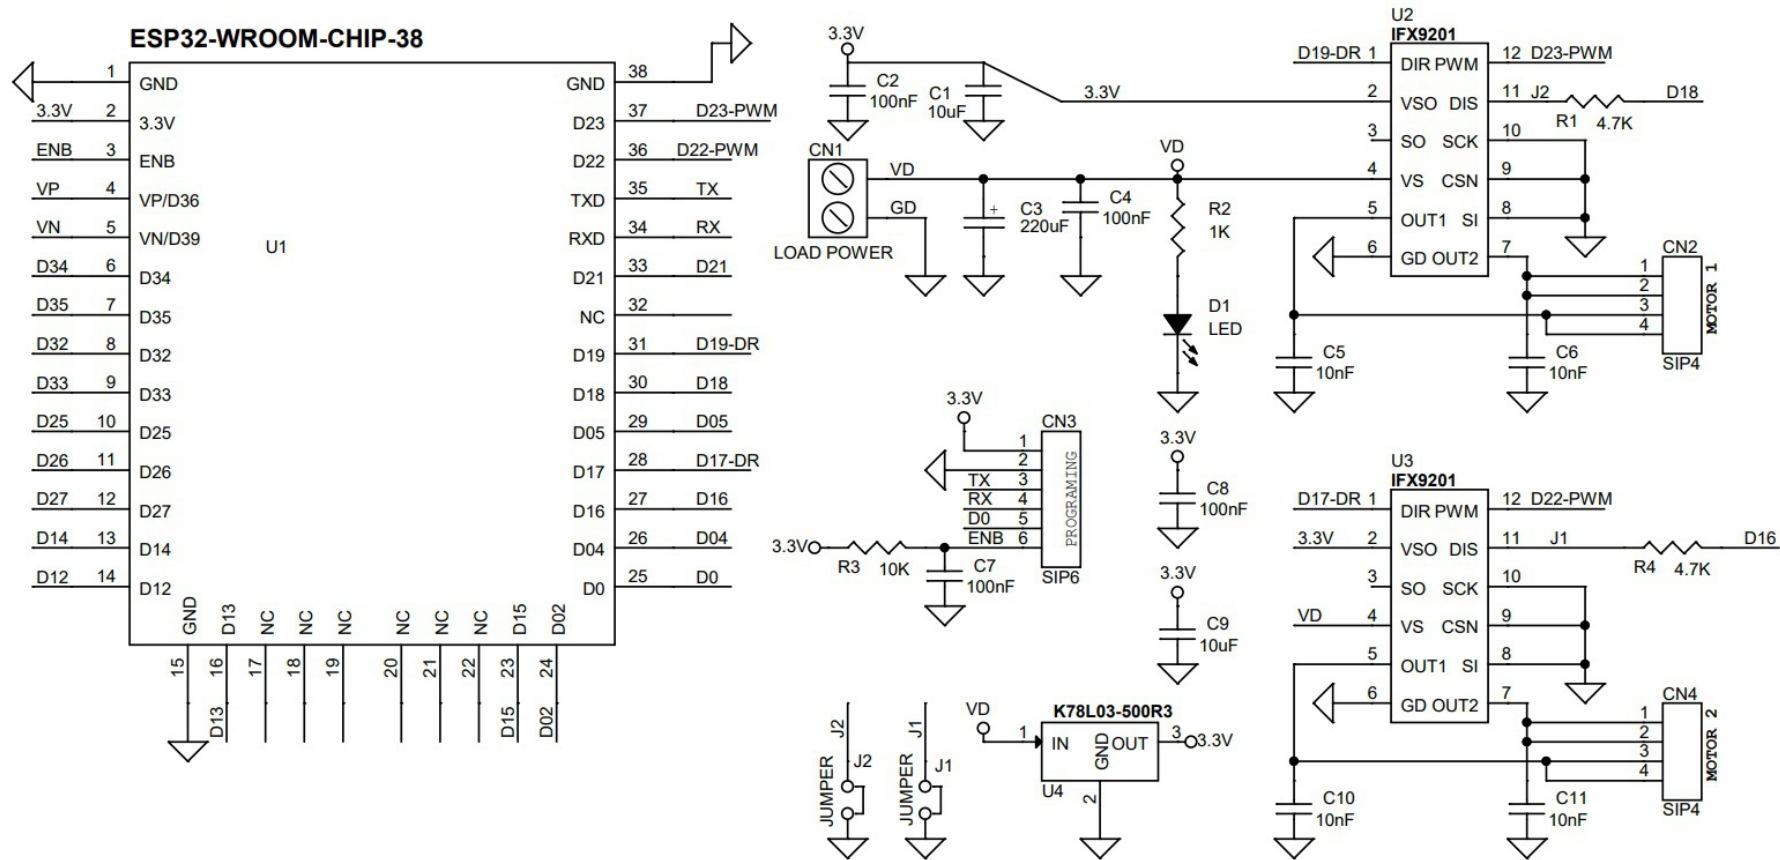 ESP32-WROOM-CHIP-38
1 GND
3.3V 2 3.3V
ENB 3 ENB
VP 4 VP/D36
VN 5 VN/D39
D34 6 D34
D35 7 D35
D32 8 D32
D33 9 D33
D25 10 D25
D26 11 D26
D27 12 D27
D14 13 D14
D12 14 D12
U1
GND 38
D23 37 D23-PWM
D22 36 D22-PWM
TXD 35 TX
RXD 34 RX
D21 33 D21
NC 32
D19 31 D19-DR
D18 30 D18
D05 29 D05
D17 28 D17-DR
D16 27 D16
D04 26 D04
D0 25 D0
GND 15
D13 16 D13
NC 17
NC 18
NC 19
NC 20
NC 21
NC 22
D15 23 D15
D02 24 D02
3.3V
C2
100nF
C1
10uF
3.3V
CN1
VD
GD
LOAD POWER
C3
+
220uF
C4
100nF
VD
R2
1K
D1
LED
U2
IFX9201
D19-DR 1 DIR PWM 12 D23-PWM
2 VSO DIS 11 J2 D18
R1 4.7K
3 SO SCK 10
4 VS CSN 9
5 OUT1 SI 8
6 GD OUT2 7
CN2
1
2
3
4
MOTOR 1
SIP4
C5
10nF
C6
10nF
3.3V
CN3
1
2
TX 3
RX 4
D0 5
ENB 6
PROGRAMING
SIP6
3.3V
R3 10K
C7
100nF
3.3V
C8
100nF
3.3V
C9
10uF
J2
J2
JUMPER
J1
J1
JUMPER
K78L03-500R3
VD
1 IN GND OUT 3 3.3V
U4
2
U3
IFX9201
D17-DR 1 DIR PWM 12 D22-PWM
3.3V 2 VSO DIS 11 J1 D16
R4 4.7K
3 SO SCK 10
VD 4 VS CSN 9
5 OUT1 SI 8
6 GD OUT2 7
CN4
1
2
3
4
MOTOR 2
SIP4
C10
10nF
C11
10nF